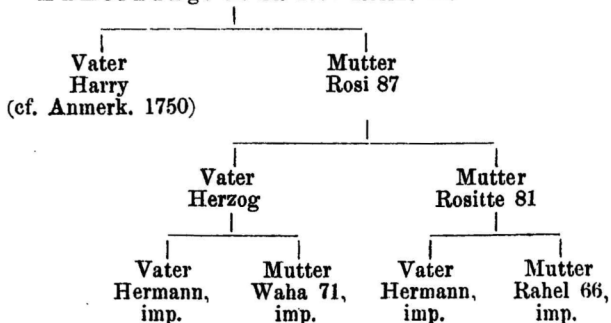 Vater Mutter
Harry Rosi 87
(cf. Anmerk. 1750)
Vater Mutter
Herzog Rositte 81
Vater Mutter Vater Mutter
Hermann, Waha 71, Hermann, Rahel 66,
imp. imp. imp. imp.